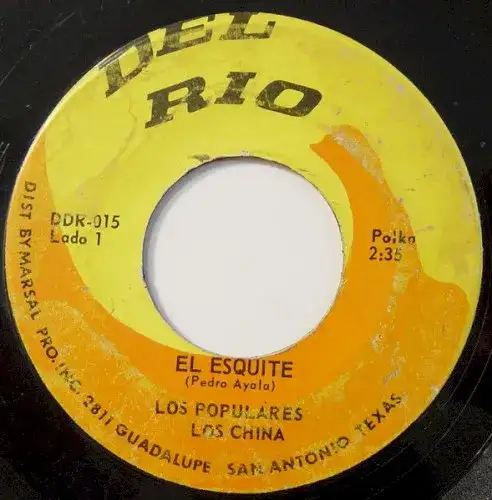 DEL
RIO
DDR-015
Lado 1
Polka
2:35
EL ESQUITE
(Pedro Ayala)
LOS POPULARES
LOS CHINA
DIST BY MARSAL PRO. INC. 2811 GUADALUPE SAN ANTONIO TEXAS